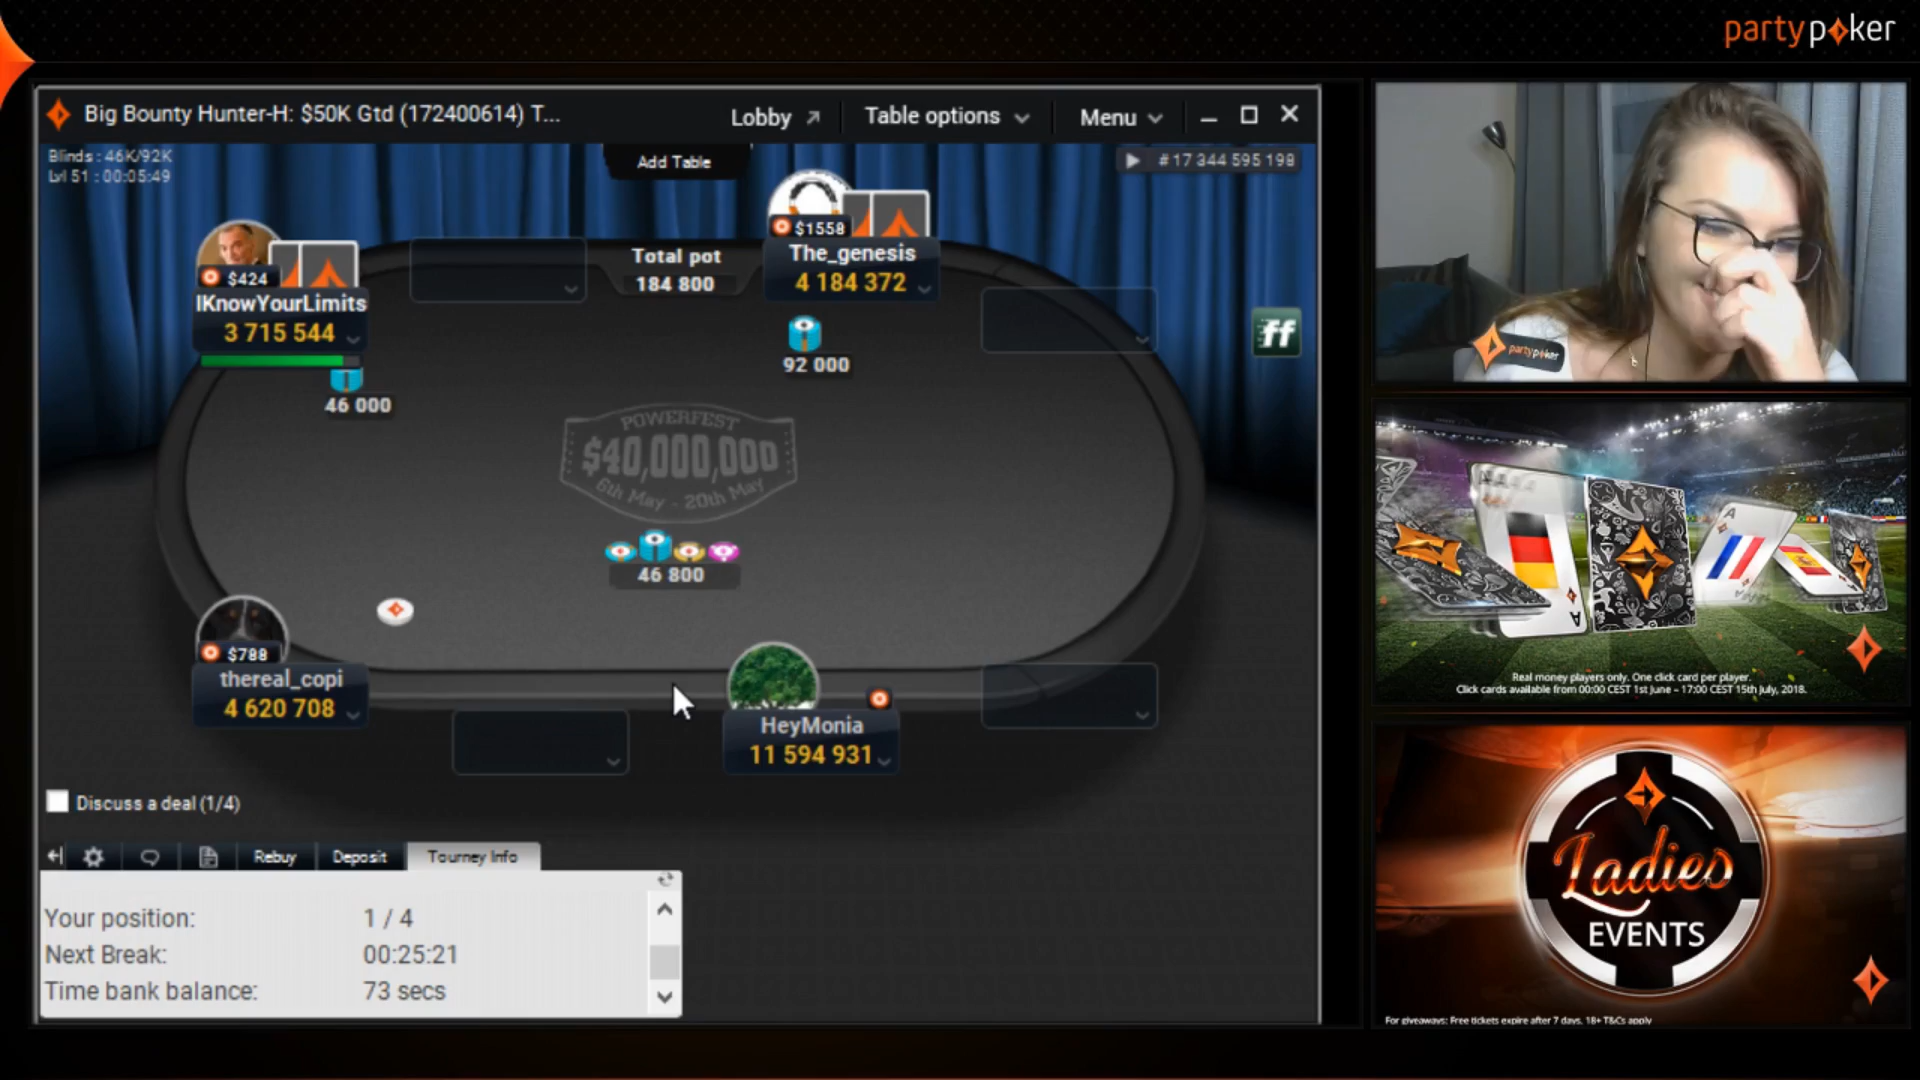 partypoker
Big Bounty Hunter-H: $50K Gtd (172400614) T...
Lobby
Table options
Menu
Blinds : 46K/92K
Lvl 51 : 00:05:49
Add Table
#17 344 595 198
$424
IKnowYourLimits
3 715 544
46 000
Total pot
184 800
$1558
The_genesis
4 184 372
92 000
ff
POWERFEST
$40,000,000
6th May - 20th May
46 800
$788
thereal_copi
4 620 708
HeyMonia
11 594 931
Discuss a deal (1/4)
Rebuy
Deposit
Tourney Info
Your position: 1 / 4
Next Break: 00:25:21
Time bank balance: 73 secs
partypoker
A
A
Real money players only. One click card per player.
Click cards available from 00:00 CEST 1st June – 17:00 CEST 15th July, 2018.
Ladies
EVENTS
For giveaways: Free tickets expire after 7 days. 18+ T&Cs apply